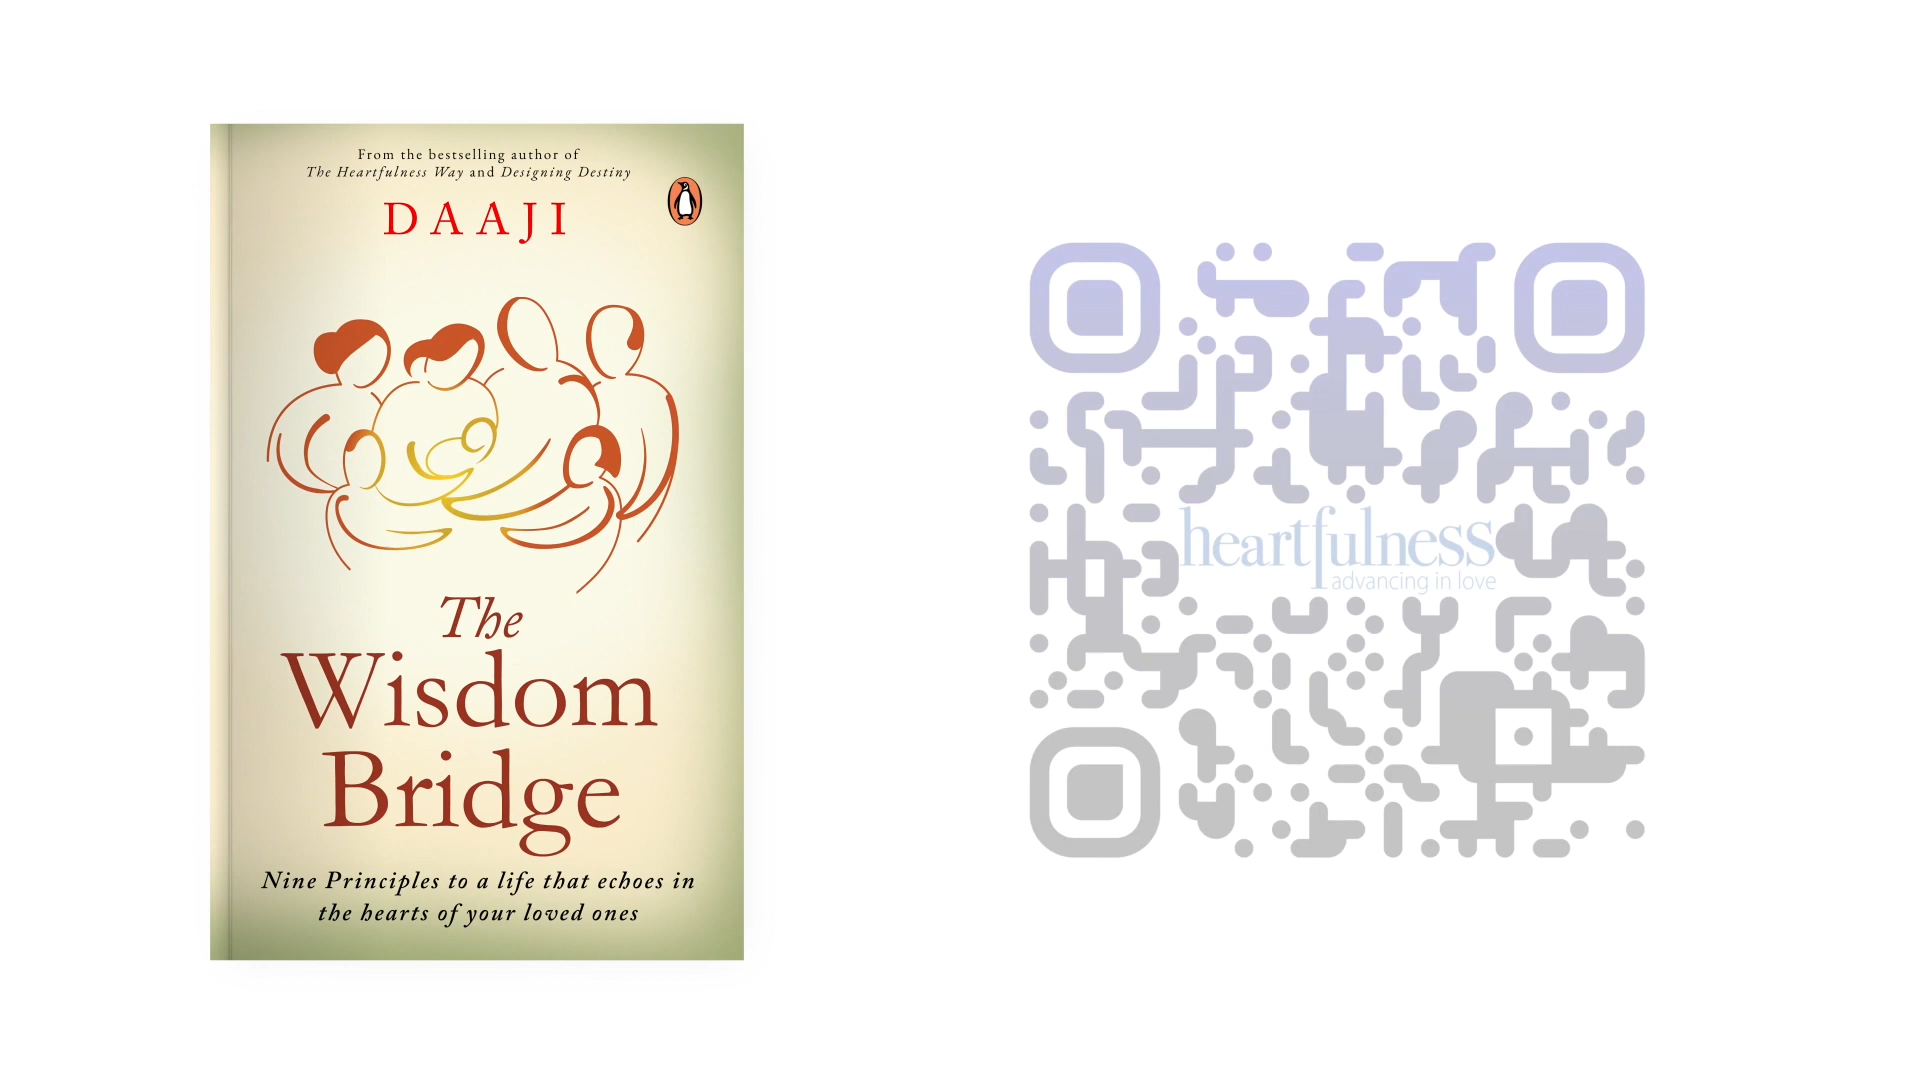 From the bestselling author of
The Heartfulness Way and Designing Destiny
DAAJI
The
Wisdom
Bridge
Nine Principles to a life that echoes in
the hearts of your loved ones
heartfulness
advancing in love